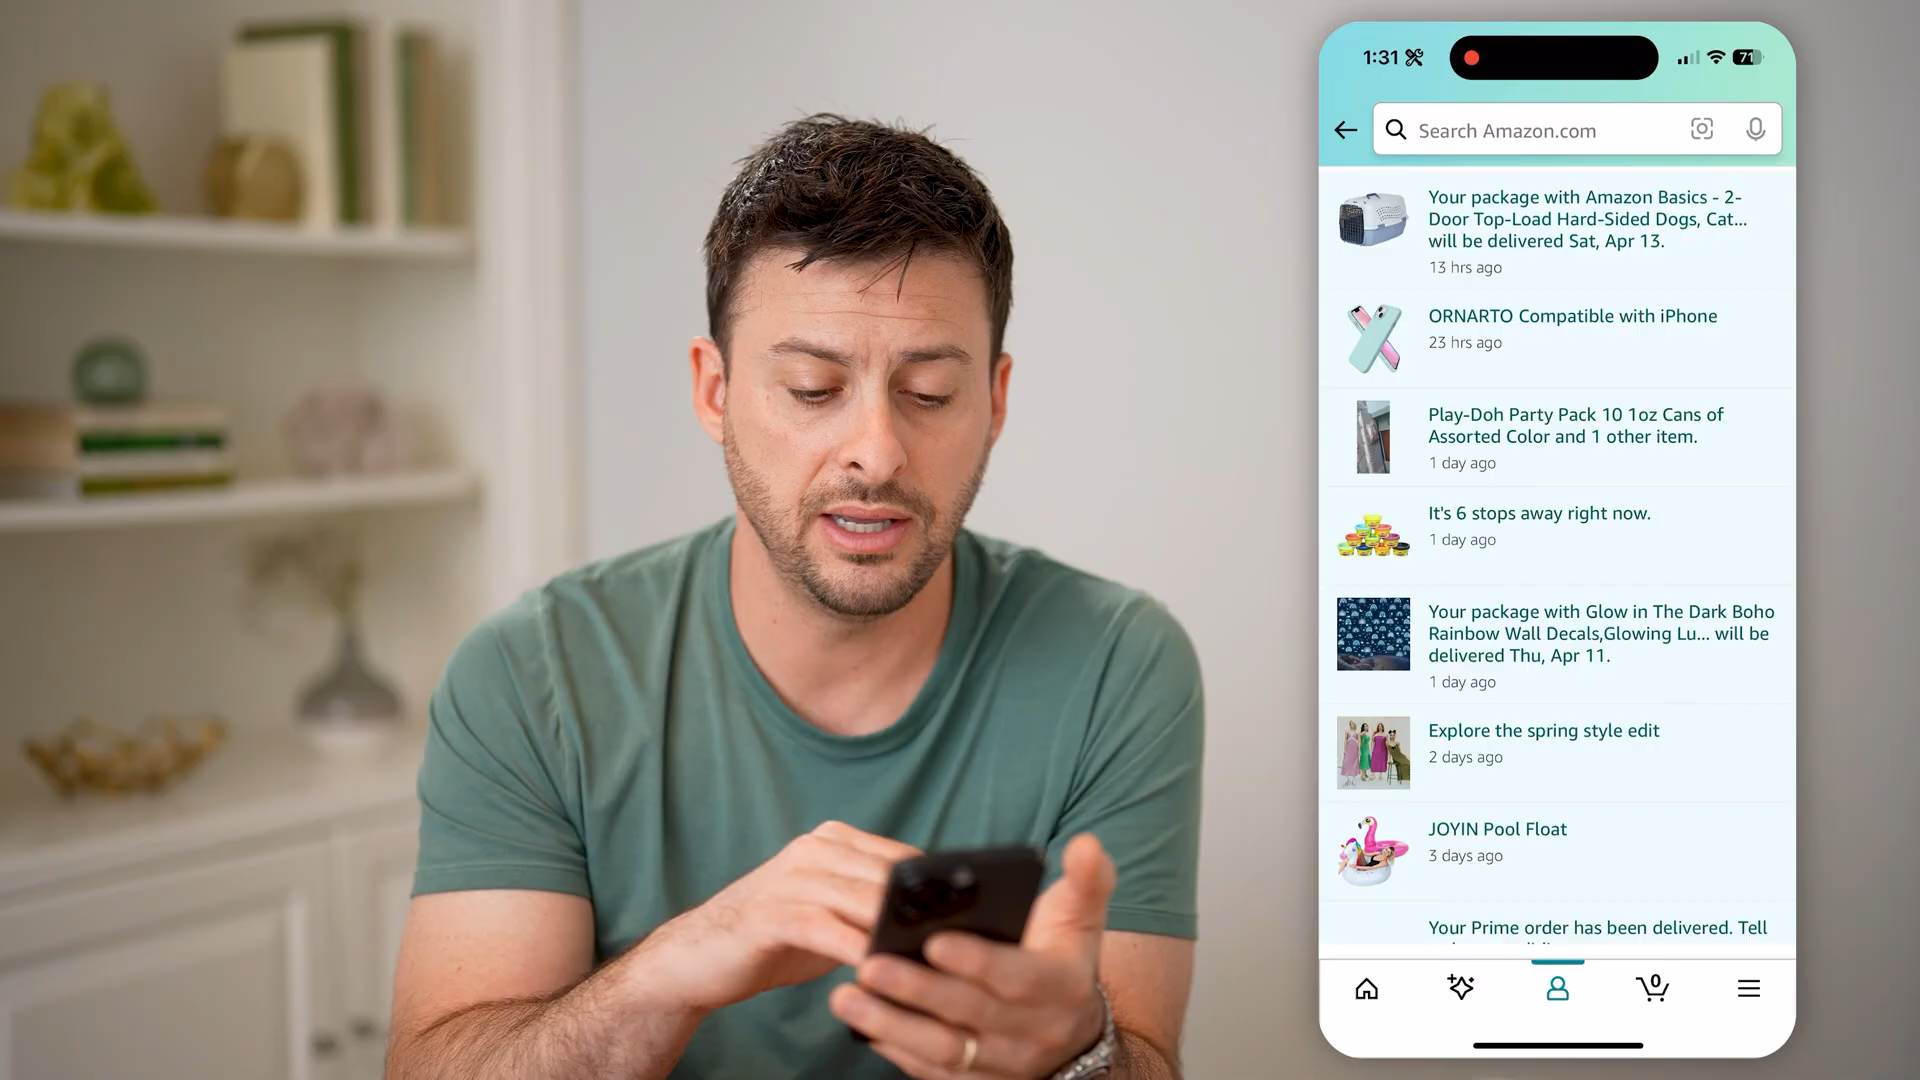 1:31
71
Search Amazon.com
Your package with Amazon Basics - 2-
Door Top-Load Hard-Sided Dogs, Cat...
will be delivered Sat, Apr 13.
13 hrs ago
ORNARTO Compatible with iPhone
23 hrs ago
Play-Doh Party Pack 10 1oz Cans of
Assorted Color and 1 other item.
1 day ago
It's 6 stops away right now.
1 day ago
Your package with Glow in The Dark Boho
Rainbow Wall Decals,Glowing Lu... will be
delivered Thu, Apr 11.
1 day ago
Explore the spring style edit
2 days ago
JOYIN Pool Float
3 days ago
Your Prime order has been delivered. Tell
0